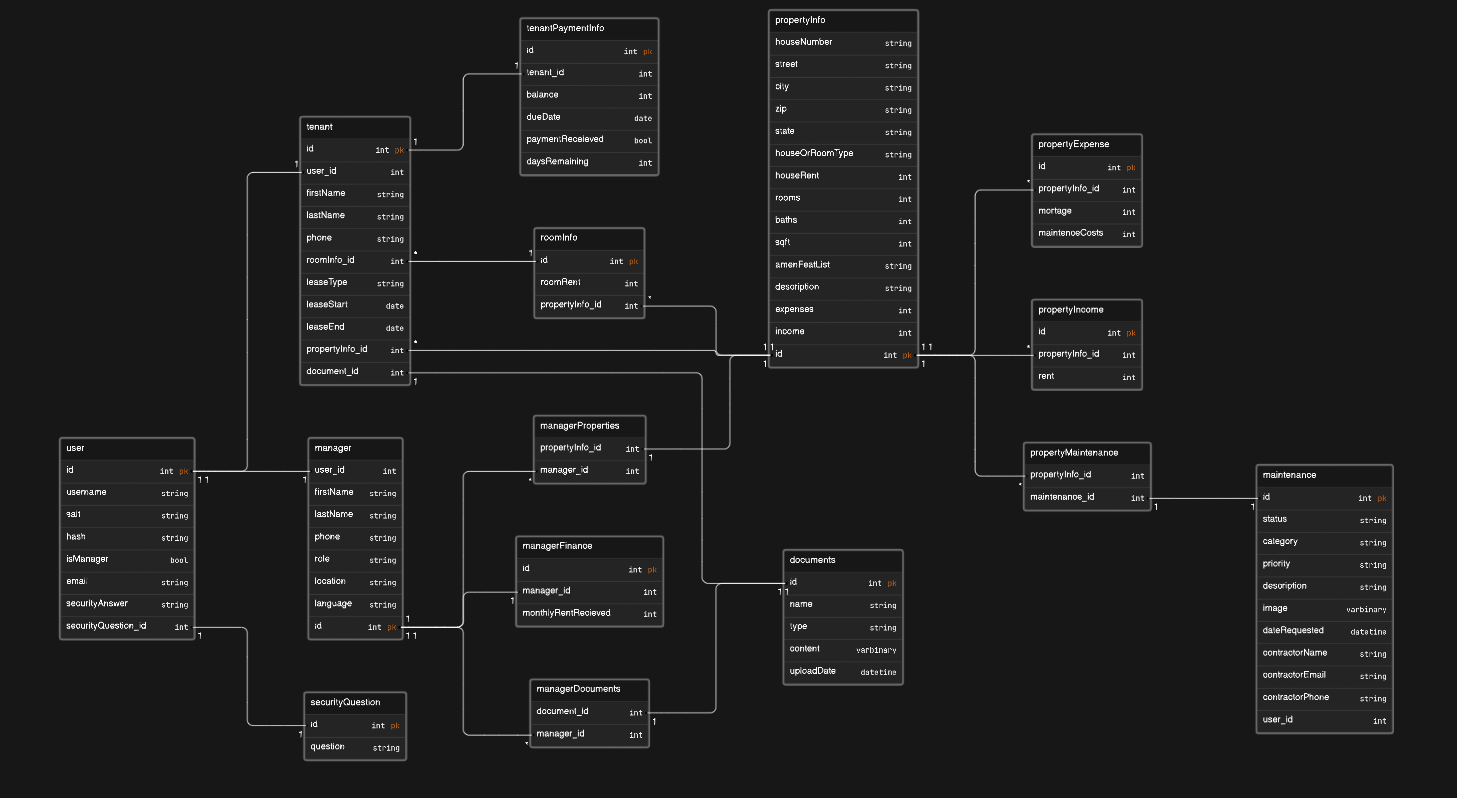 tenantPaymentInfo
id int pk
tenant_id int
balance int
dueDate date
paymentReceleved bool
daysRemaining int
propertyInfo
houseNumber string
street string
city string
zip string
state string
houseOrRoomType string
houseRent int
rooms int
baths int
sqft int
amenFeatList string
description string
expenses int
income int
id int pk
tenant
id int pk
user_id int
firstName string
lastName string
phone string
roomInfo_id int
leaseType string
leaseStart date
leaseEnd date
propertyInfo_id int
document_id int
roomInfo
id int pk
roomRent int
propertyInfo_id int
propertyExpense
id int pk
propertyInfo_id int
mortage int
maintenceCosts int
propertyIncome
id int pk
propertyInfo_id int
rent int
propertyMaintenance
propertyInfo_id int
maintenance_id int
maintenance
id int pk
status string
category string
priority string
description string
image varbinary
dateRequested datetime
contractorName string
contractorEmail string
contractorPhone string
user_id int
user
id int pk
username string
salt string
hash string
isManager bool
email string
securityAnswer string
securityQuestion_id int
manager
user_id int
firstName string
lastName string
phone string
role string
location string
language string
id int pk
managerProperties
propertyInfo_id int
manager_id int
managerFinance
id int pk
manager_id int
monthlyRentRecieved int
managerDocuments
document_id int
manager_id int
documents
id int pk
name string
type string
content varbinary
uploadDate datetime
securityQuestion
id int pk
question string
1
1
1
*
1
*
*
1
1 1
1
1 1
1
*
*
*
1
1
1 1
1
1
1
1
1 1
1
*
1
*
1
1 1